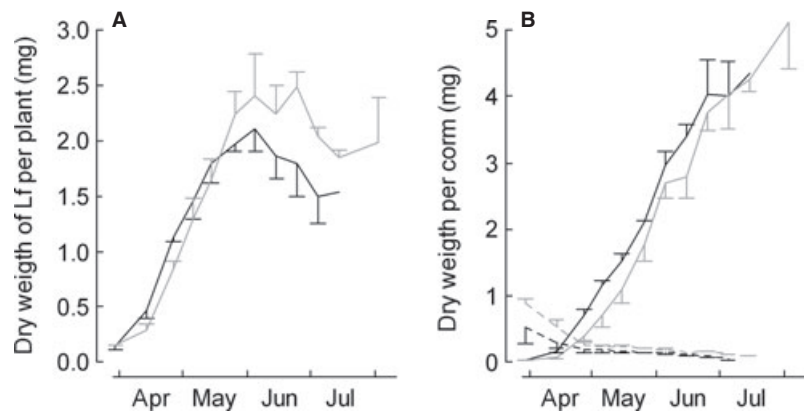 A
Dry weigth of Lf per plant (mg)
3.0
2.5
2.0
1.5
1.0
0.5
0.0
Apr May Jun Jul
B
Dry weigth per corm (mg)
5
4
3
2
1
0
Apr May Jun Jul